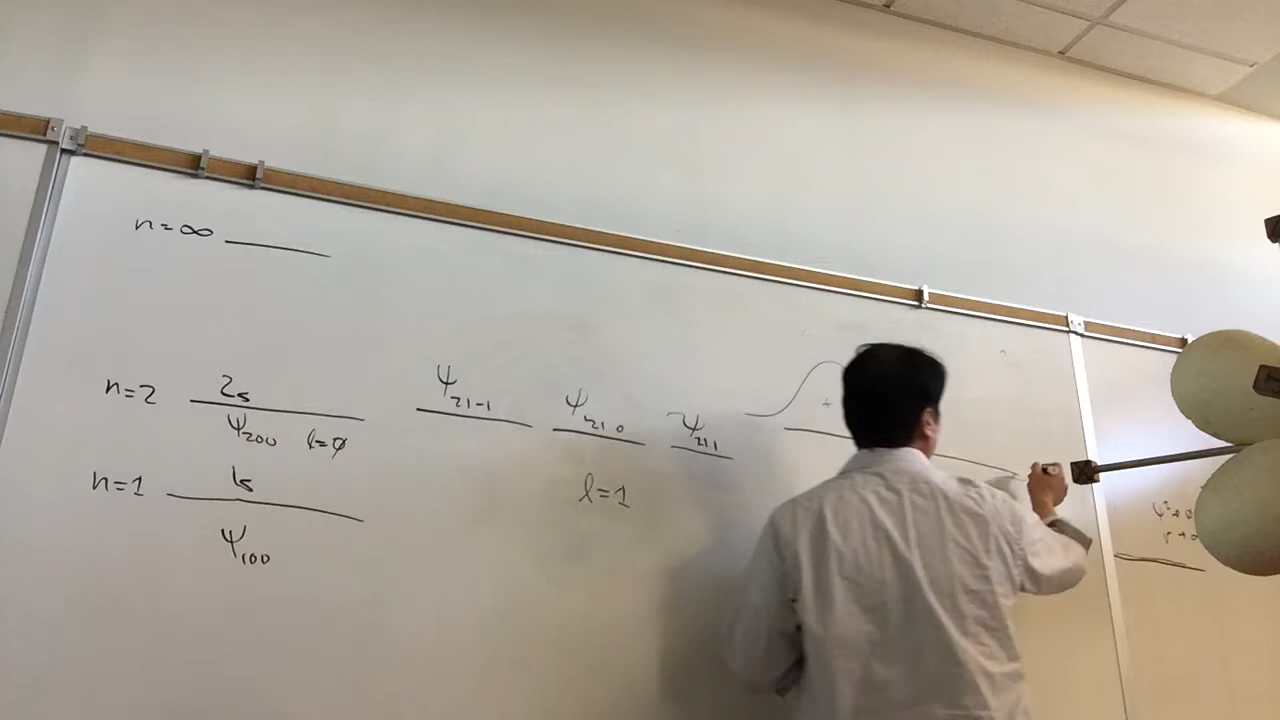 n=∞
n=2 2s ψ₂₁₋₁ ψ₂₁₀ ψ₂₁₁ +
ψ₂₀₀ l=0
n=1 1s l=1
ψ₁₀₀